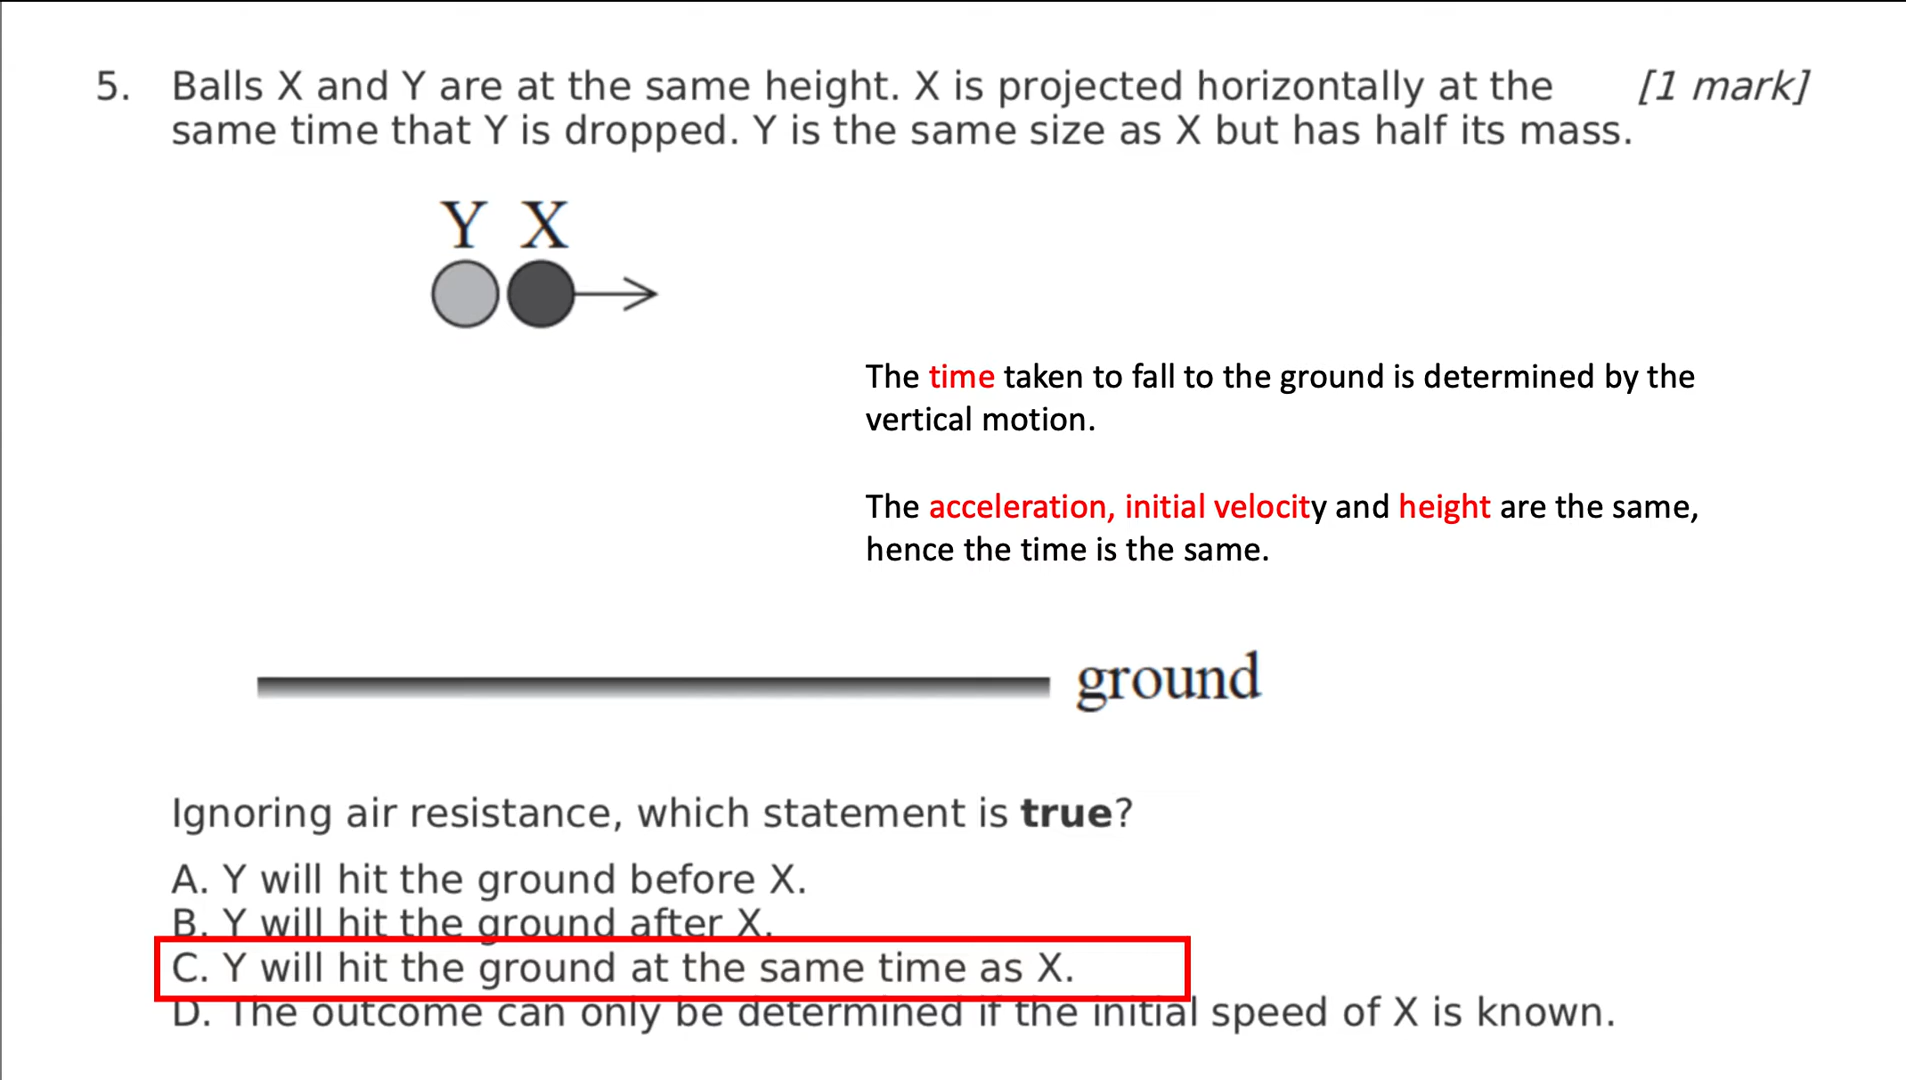 5. Balls X and Y are at the same height. X is projected horizontally at the [1 mark]
same time that Y is dropped. Y is the same size as X but has half its mass.
Y X
The time taken to fall to the ground is determined by the
vertical motion.
The acceleration, initial velocity and height are the same,
hence the time is the same.
ground
Ignoring air resistance, which statement is true?
A. Y will hit the ground before X.
B. Y will hit the ground after X.
C. Y will hit the ground at the same time as X.
D. The outcome can only be determined if the initial speed of X is known.